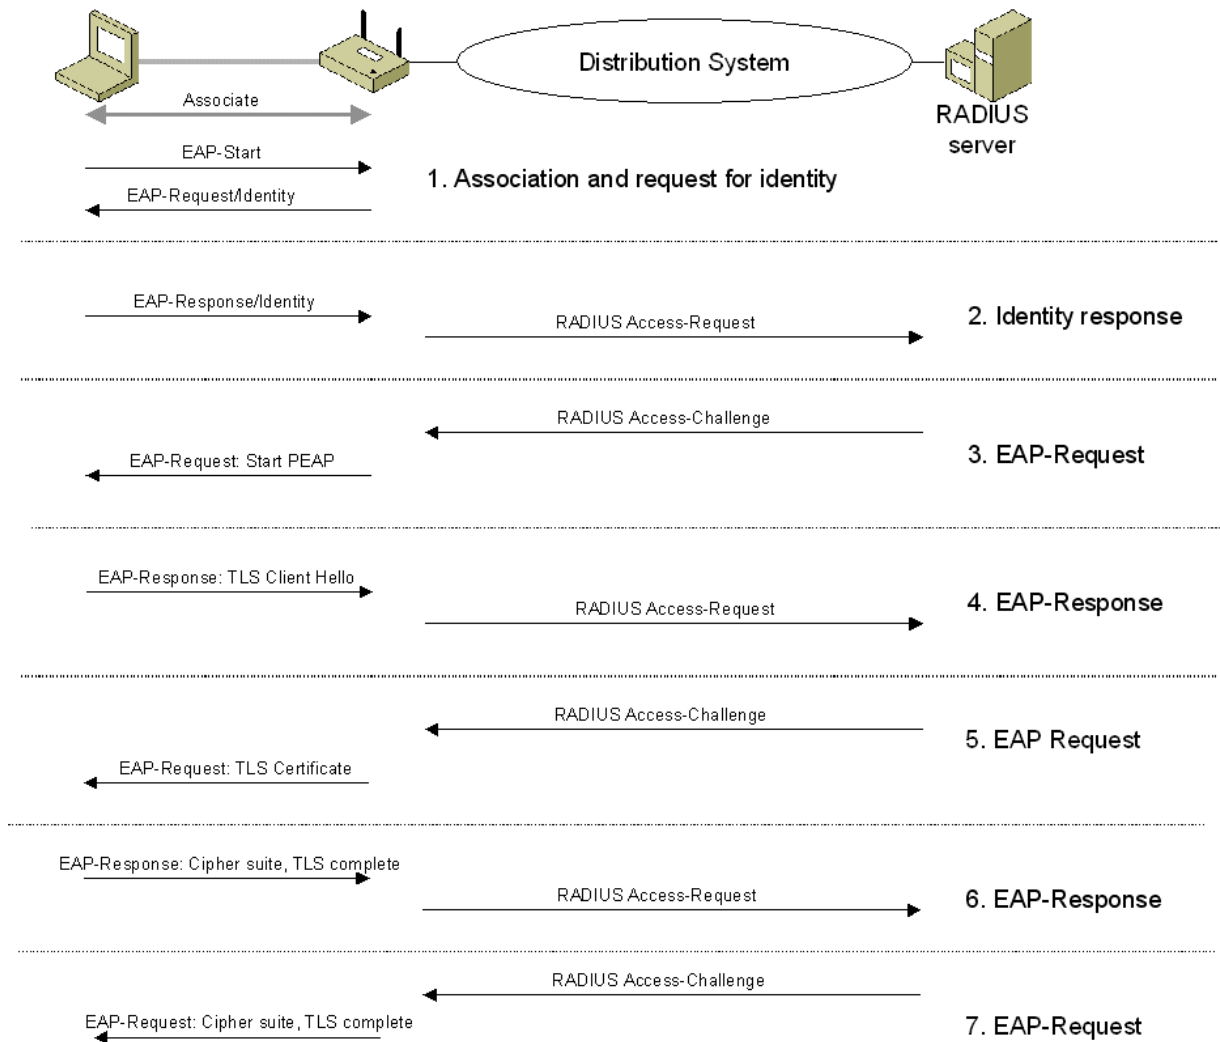 Distribution System
Associate
RADIUS
server
EAP-Start
1. Association and request for identity
EAP-Request/Identity
EAP-Response/Identity
RADIUS Access-Request
2. Identity response
RADIUS Access-Challenge
EAP-Request: Start PEAP
3. EAP-Request
EAP-Response: TLS Client Hello
RADIUS Access-Request
4. EAP-Response
RADIUS Access-Challenge
5. EAP Request
EAP-Request: TLS Certificate
EAP-Response: Cipher suite, TLS complete
RADIUS Access-Request
6. EAP-Response
RADIUS Access-Challenge
EAP-Request: Cipher suite, TLS complete
7. EAP-Request